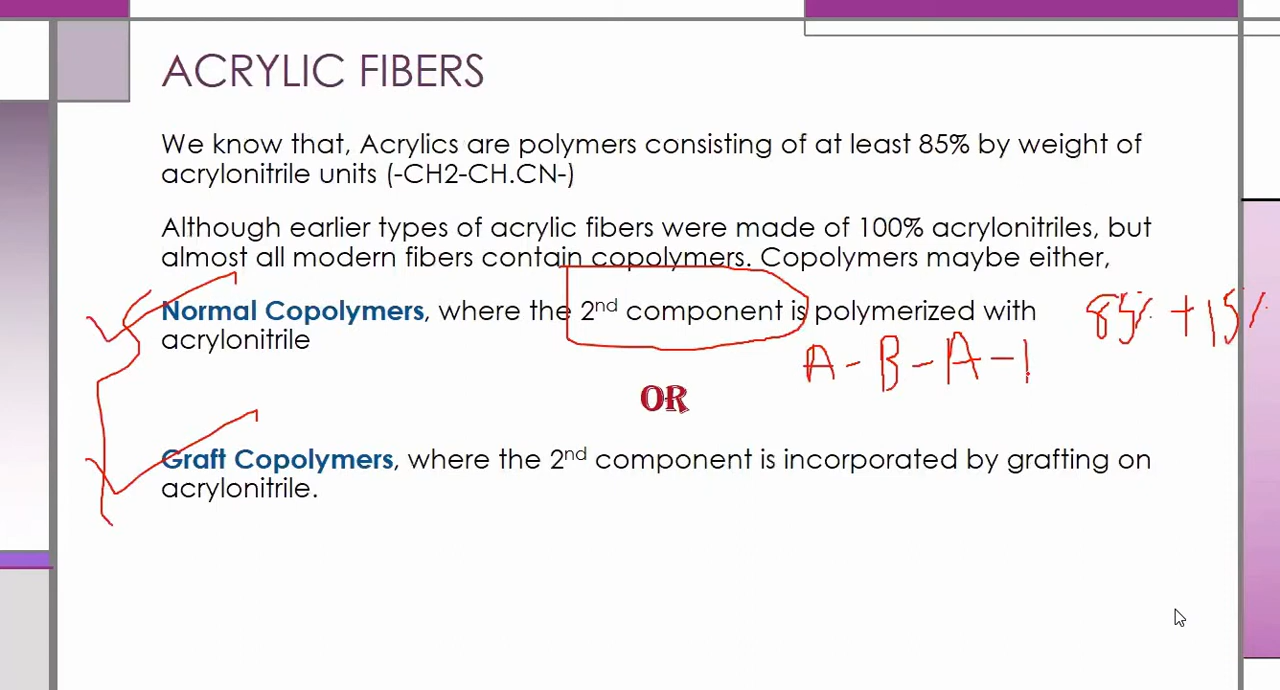 ACRYLIC FIBERS
We know that, Acrylics are polymers consisting of at least 85% by weight of
acrylonitrile units (-CH2-CH.CN-)
Although earlier types of acrylic fibers were made of 100% acrylonitriles, but
almost all modern fibers contain copolymers. Copolymers maybe either,
Normal Copolymers, where the 2nd component is polymerized with
acrylonitrile
85% + 15%
A - B - A -
OR
Graft Copolymers, where the 2nd component is incorporated by grafting on
acrylonitrile.